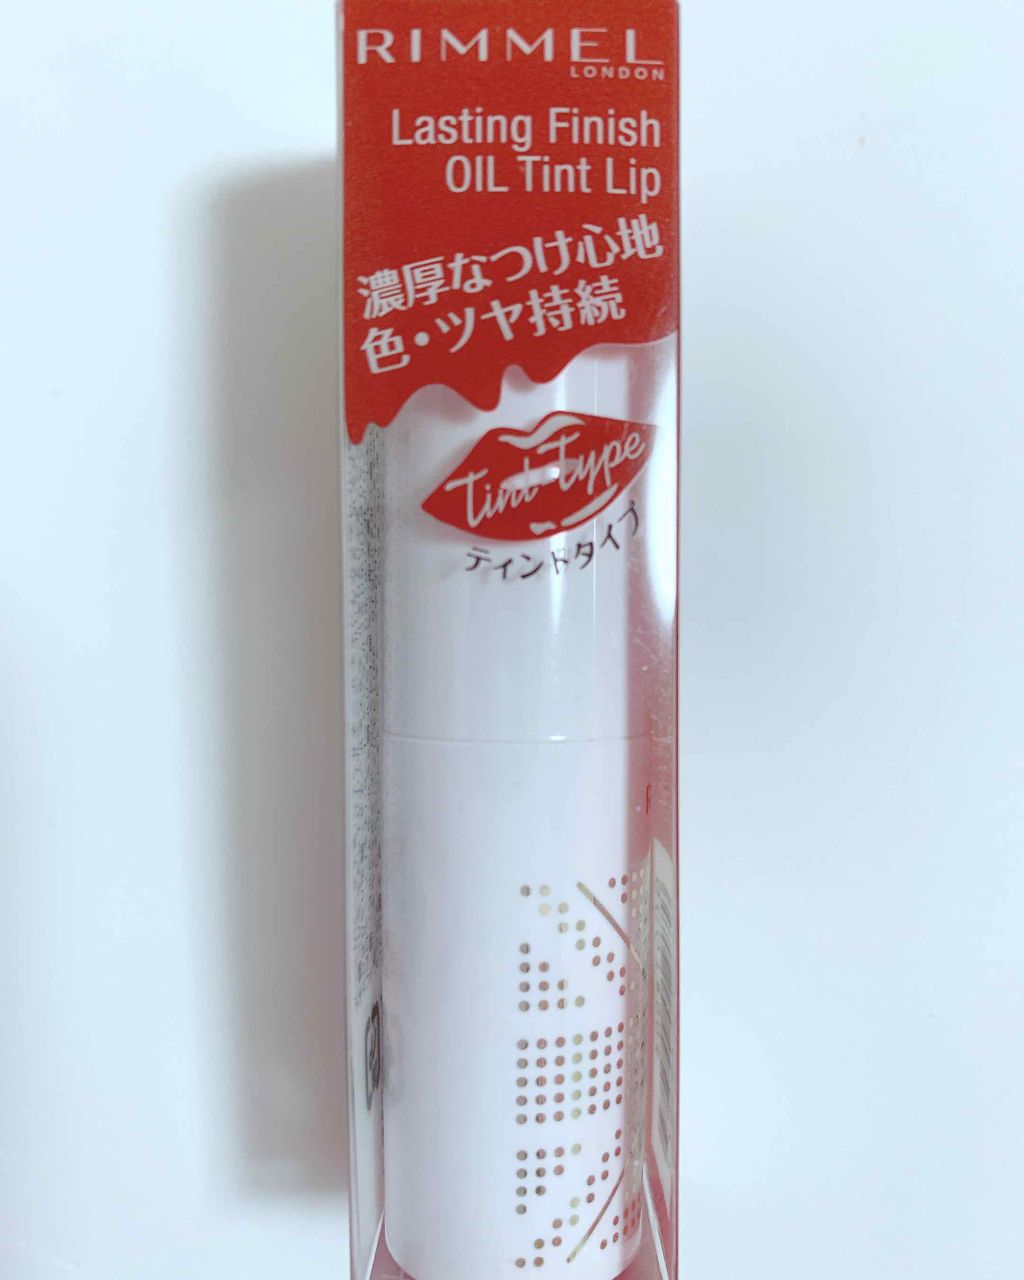 RIMMEL
LONDON
Lasting Finish
OIL Tint Lip
濃厚なつけ心地
色・ツヤ持続
Tint Type
ティントタイプ
R